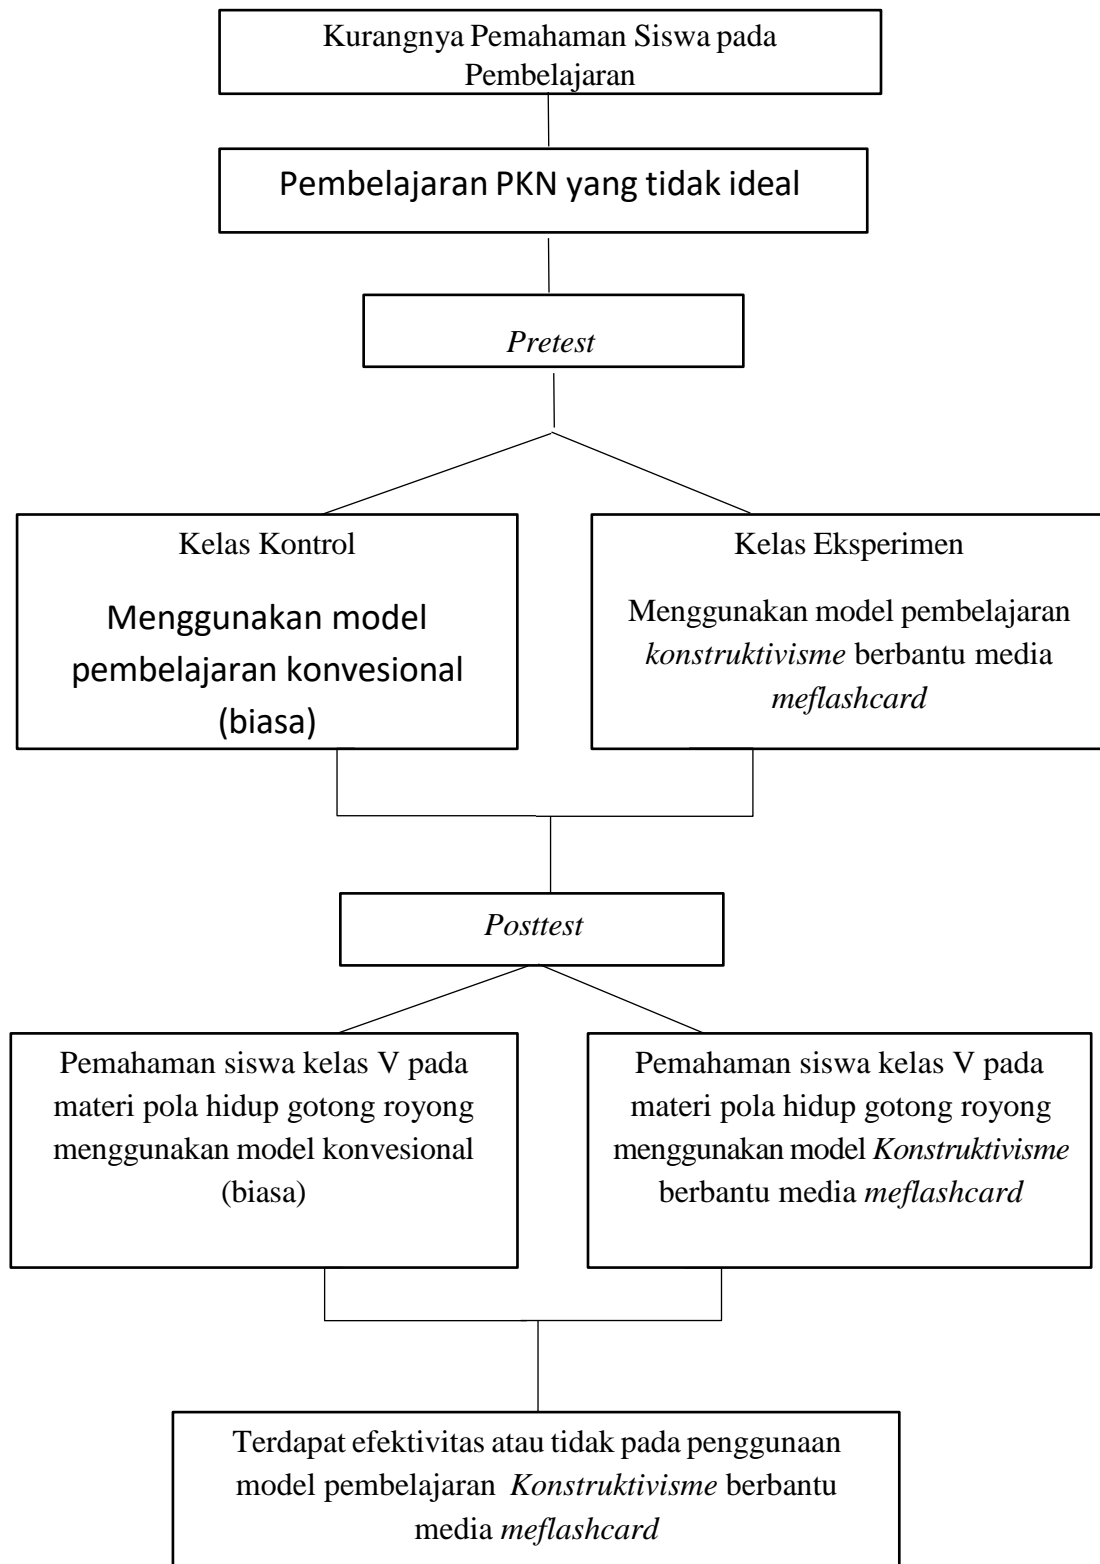 Kurangnya Pemahaman Siswa pada
Pembelajaran
Pembelajaran PKN yang tidak ideal
Pretest
Kelas Kontrol
Menggunakan model
pembelajaran konvesional
(biasa)
Kelas Eksperimen
Menggunakan model pembelajaran
konstruktivisme berbantu media
meflashcard
Posttest
Pemahaman siswa kelas V pada
materi pola hidup gotong royong
menggunakan model konvesional
(biasa)
Pemahaman siswa kelas V pada
materi pola hidup gotong royong
menggunakan model Konstruktivisme
berbantu media meflashcard
Terdapat efektivitas atau tidak pada penggunaan
model pembelajaran Konstruktivisme berbantu
media meflashcard